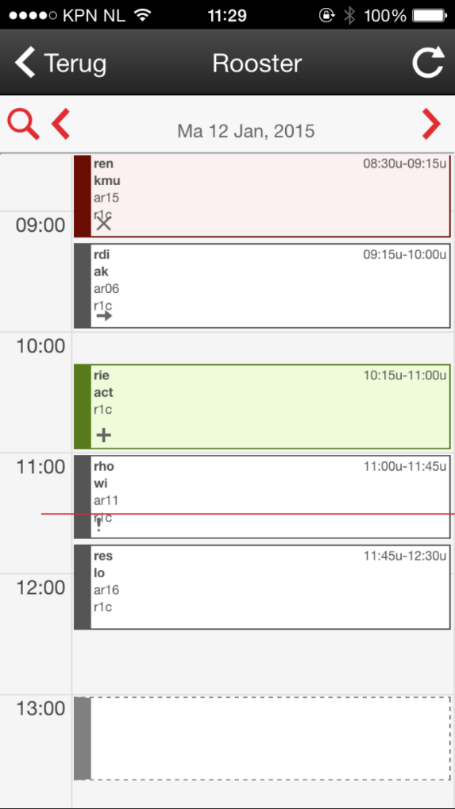 KPN NL 11:29 100%
Terug Rooster
Ma 12 Jan, 2015
ren 08:30u-09:15u
kmu
ar15
r1c
09:00
rdi 09:15u-10:00u
ak
ar06
r1c
10:00
rie 10:15u-11:00u
act
r1c
11:00
rho 11:00u-11:45u
wi
ar11
r1c
!
res 11:45u-12:30u
lo
12:00
ar16
r1c
13:00